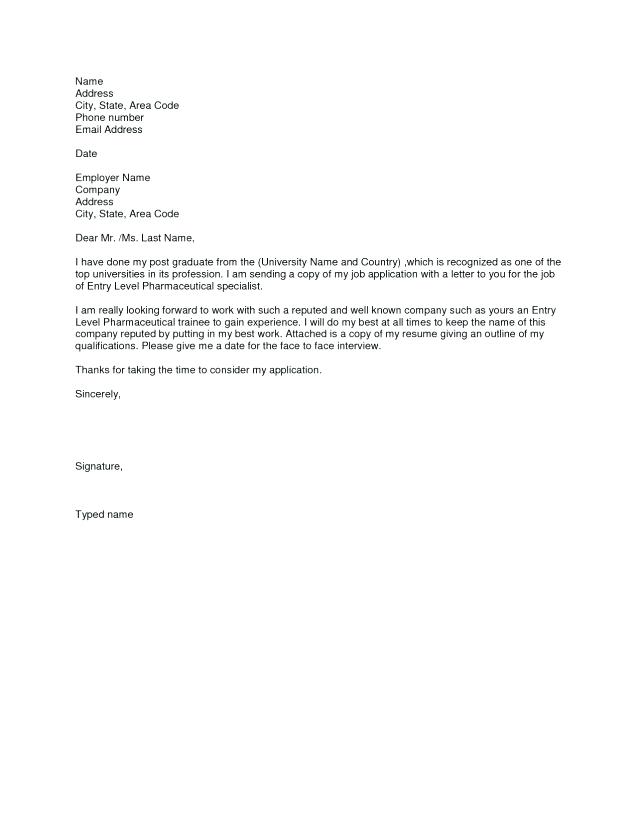 Name
Address
City, State, Area Code
Phone number
Email Address
Date
Employer Name
Company
Address
City, State, Area Code
Dear Mr. /Ms. Last Name,
I have done my post graduate from the (University Name and Country) ,which is recognized as one of the
top universities in its profession. I am sending a copy of my job application with a letter to you for the job
of Entry Level Pharmaceutical specialist.
I am really looking forward to work with such a reputed and well known company such as yours an Entry
Level Pharmaceutical trainee to gain experience. I will do my best at all times to keep the name of this
company reputed by putting in my best work. Attached is a copy of my resume giving an outline of my
qualifications. Please give me a date for the face to face interview.
Thanks for taking the time to consider my application.
Sincerely,
Signature,
Typed name